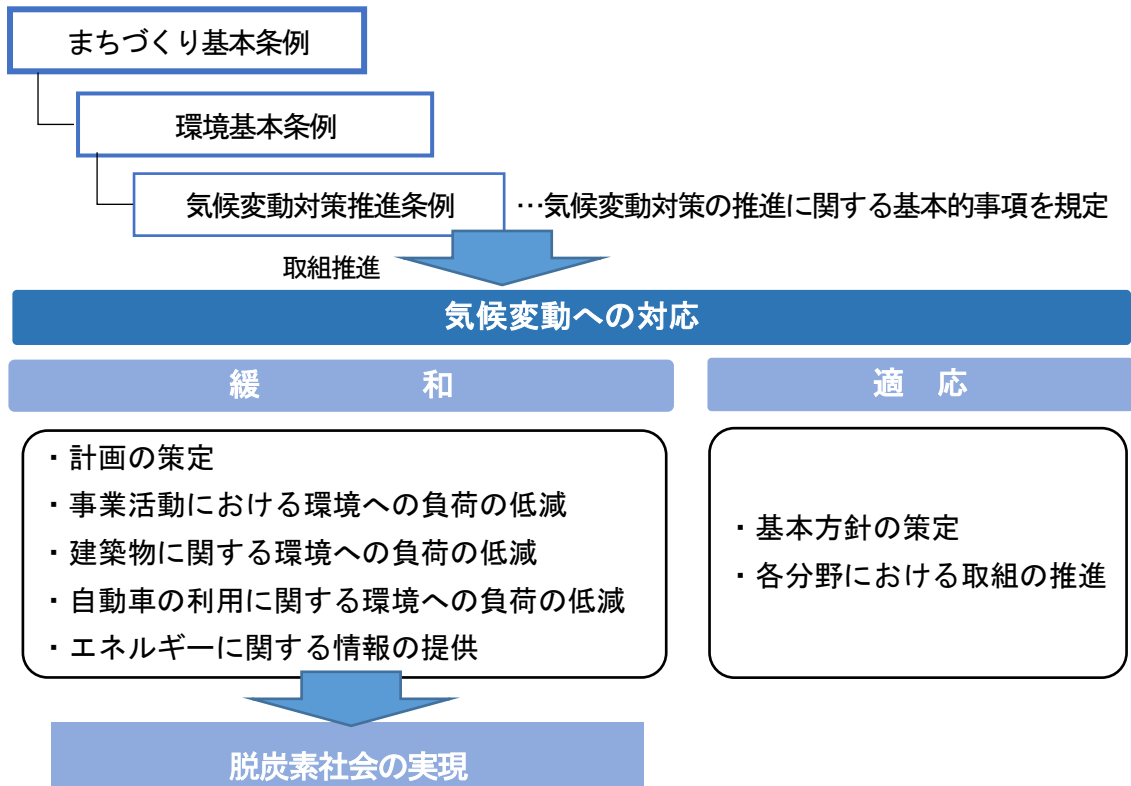 まちづくり基本条例
環境基本条例
気候変動対策推進条例 …気候変動対策の推進に関する基本的事項を規定
取組推進
気候変動への対応
緩　　　和
・計画の策定
・事業活動における環境への負荷の低減
・建築物に関する環境への負荷の低減
・自動車の利用に関する環境への負荷の低減
・エネルギーに関する情報の提供
脱炭素社会の実現
適　応
・基本方針の策定
・各分野における取組の推進